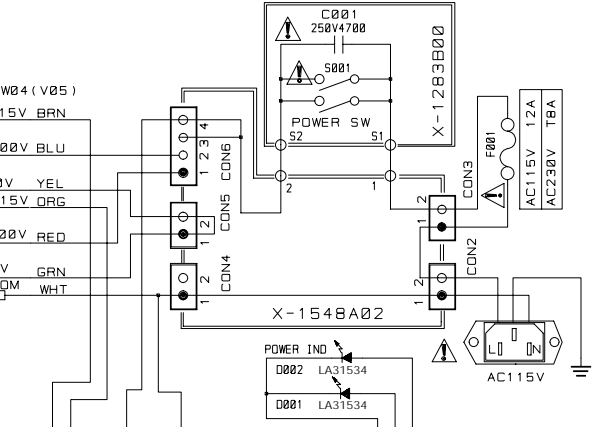 C001
250V4700
S001
POWER SW
X-1283B00
W04(V05)
15V BRN
00V BLU
0V YEL
15V ORG
00V RED
V GRN
OM WHT
4
3
2
1
CON6
2
1
CON5
2
1
CON4
S2
S1
2
1
CON3
2
1
CON2
2
1
F001
AC115V 12A
AC230V T8A
X-1548A02
L
N
AC115V
POWER IND
D002 LA31534
D001 LA31534